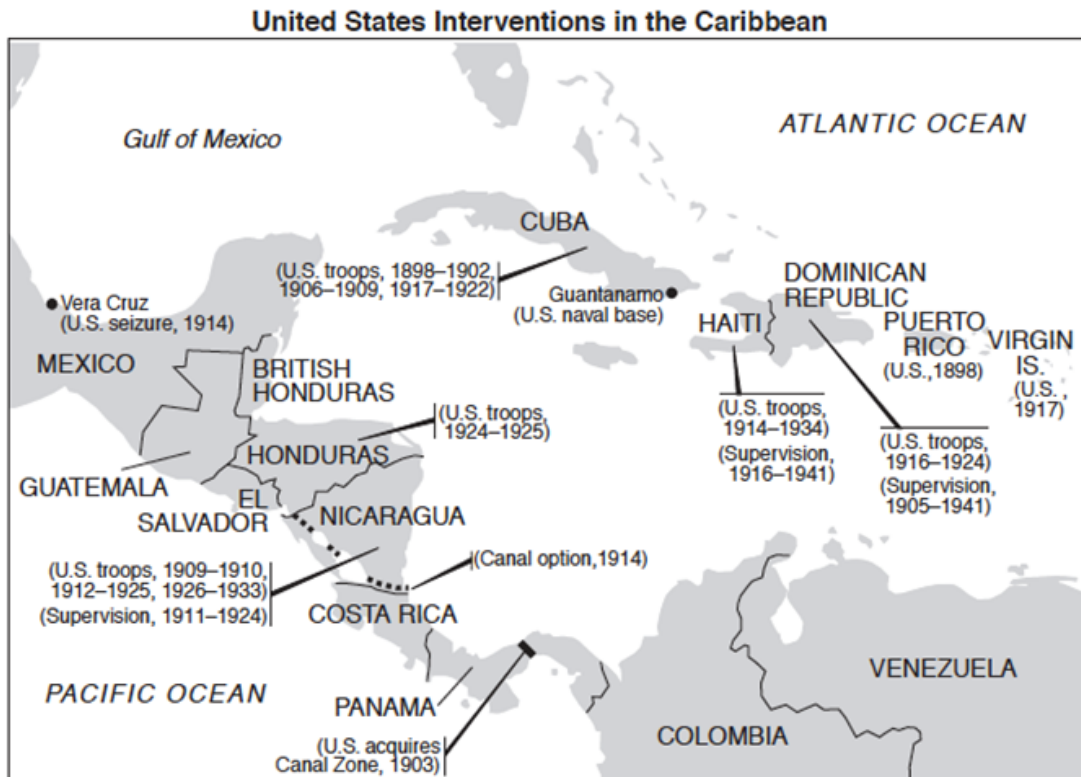 United States Interventions in the Caribbean
Gulf of Mexico
ATLANTIC OCEAN
CUBA
(U.S. troops, 1898–1902,
1906–1909, 1917–1922)
Guantanamo
(U.S. naval base)
DOMINICAN
REPUBLIC
HAITI
PUERTO
RICO
(U.S.,1898)
VIRGIN
IS.
(U.S. ,
1917)
Vera Cruz
(U.S. seizure, 1914)
MEXICO
BRITISH
HONDURAS
(U.S. troops,
1924–1925)
(U.S. troops,
1914–1934)
(Supervision,
1916–1941)
(U.S. troops,
1916–1924)
(Supervision,
1905–1941)
HONDURAS
GUATEMALA
EL
SALVADOR
NICARAGUA
(U.S. troops, 1909–1910,
1912–1925, 1926–1933)
(Supervision, 1911–1924)
(Canal option,1914)
COSTA RICA
PACIFIC OCEAN
PANAMA
(U.S. acquires
Canal Zone, 1903)
COLOMBIA
VENEZUELA